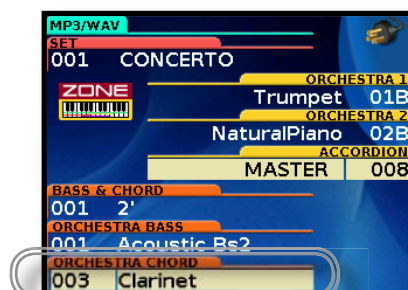 MP3/WAV
SET
001 CONCERTO
ZONE
ORCHESTRA 1
Trumpet 01B
ORCHESTRA 2
NaturalPiano 02B
ACCORDION
MASTER 008
BASS & CHORD
001 2'
ORCHESTRA BASS
001 Acoustic Bs2
ORCHESTRA CHORD
003 Clarinet